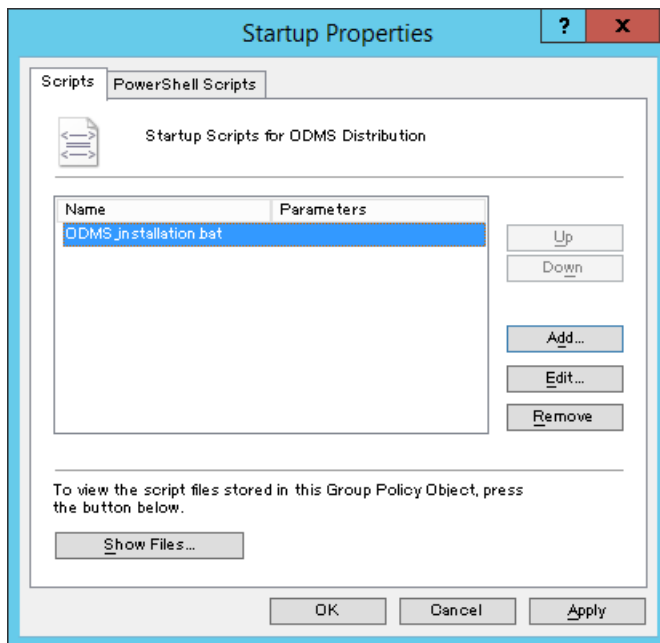 Startup Properties
?
x
Scripts
PowerShell Scripts
Startup Scripts for ODMS Distribution
Name Parameters
ODMS_installation.bat
Up
Down
Add...
Edit...
Remove
To view the script files stored in this Group Policy Object, press
the button below.
Show Files...
OK Cancel Apply